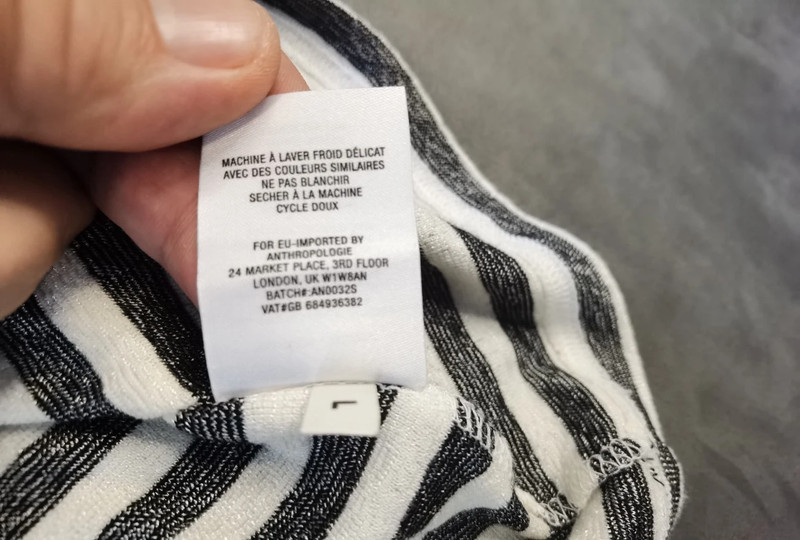 MACHINE À LAVER FROID DÉLICAT
AVEC DES COULEURS SIMILAIRES
NE PAS BLANCHIR
SECHER À LA MACHINE
CYCLE DOUX
FOR EU-IMPORTED BY
ANTHROPOLOGIE
24 MARKET PLACE, 3RD FLOOR
LONDON, UK W1W8AN
BATCH#:AN0032S
VAT#GB 684936382
L